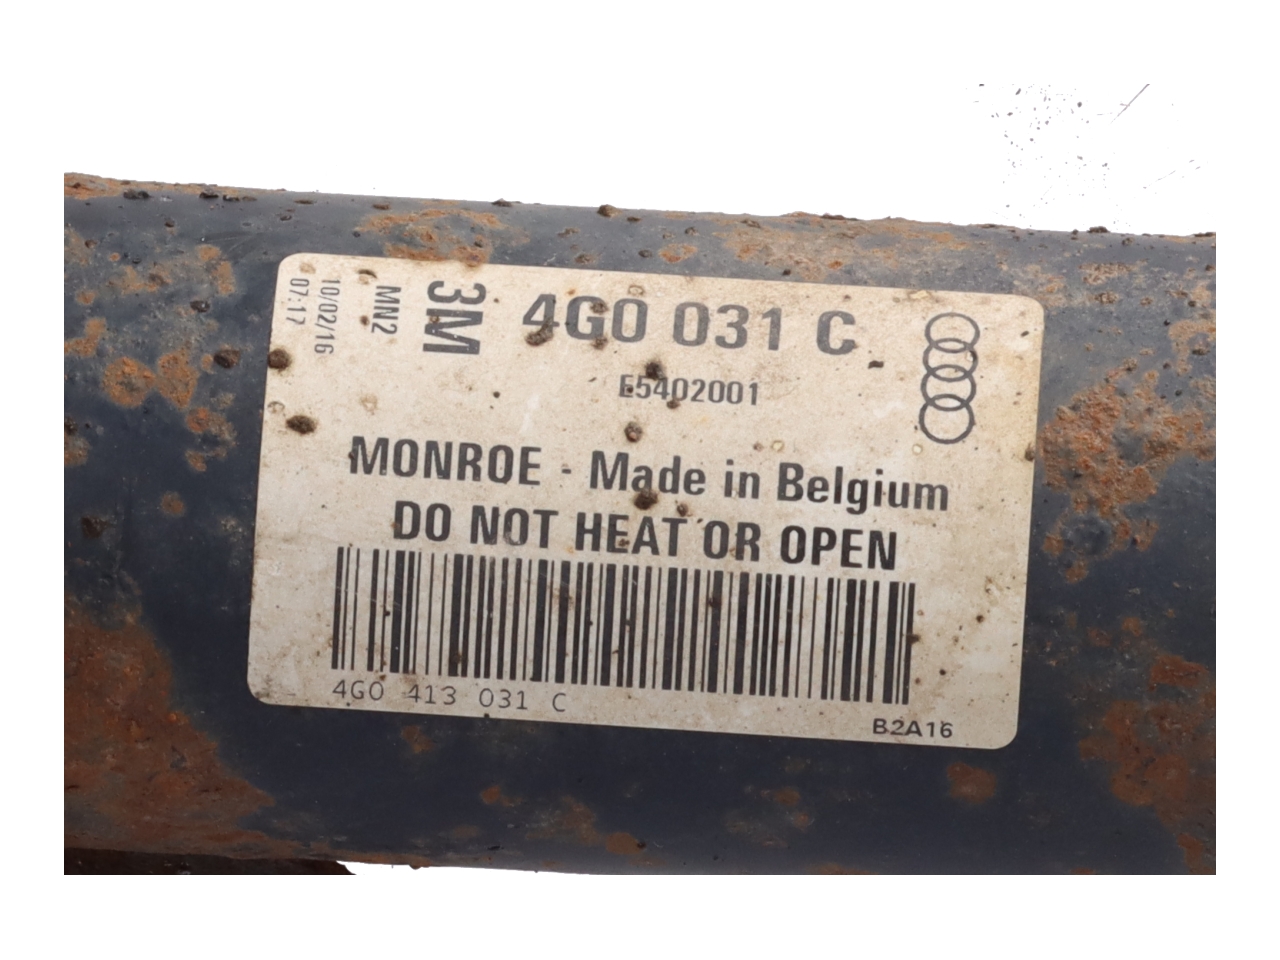 4G0 031 C
E5402001
MONROE - Made in Belgium
DO NOT HEAT OR OPEN
4G0 413 031 C
B2A16
3M
MN2
10/02/16
07:17